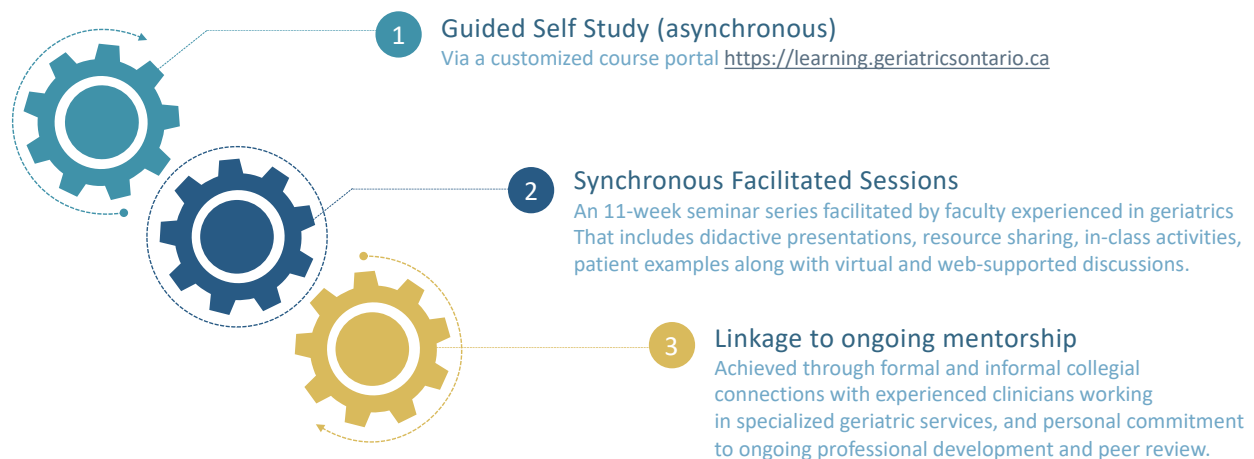 1
Guided Self Study (asynchronous)
Via a customized course portal https://learning.geriatricsontario.ca
2
Synchronous Facilitated Sessions
An 11-week seminar series facilitated by faculty experienced in geriatrics
That includes didactive presentations, resource sharing, in-class activities,
patient examples along with virtual and web-supported discussions.
3
Linkage to ongoing mentorship
Achieved through formal and informal collegial
connections with experienced clinicians working
in specialized geriatric services, and personal commitment
to ongoing professional development and peer review.